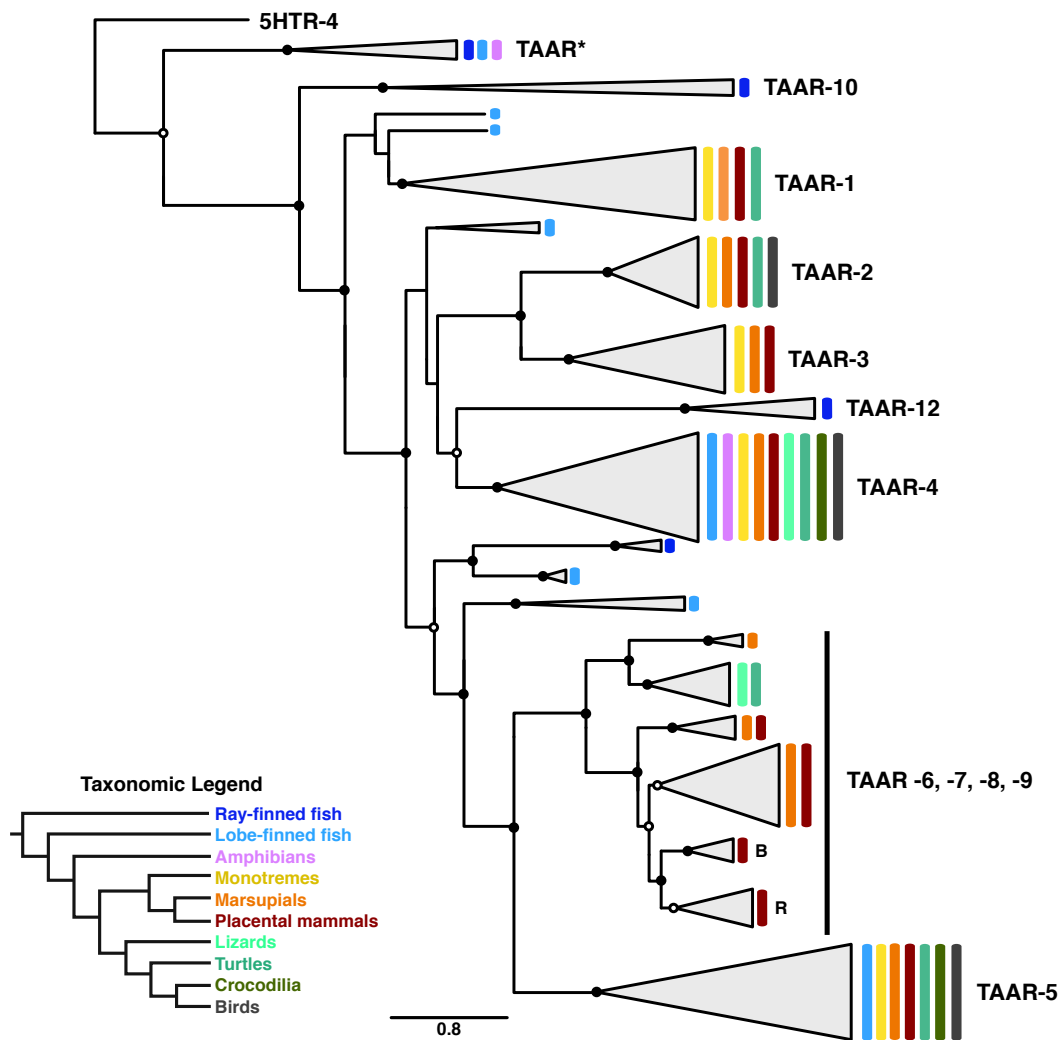 5HTR-4
TAAR*
TAAR-10
TAAR-1
TAAR-2
TAAR-3
TAAR-12
TAAR-4
TAAR -6, -7, -8, -9
B
R
TAAR-5
0.8
Taxonomic Legend
Ray-finned fish
Lobe-finned fish
Amphibians
Monotremes
Marsupials
Placental mammals
Lizards
Turtles
Crocodilia
Birds